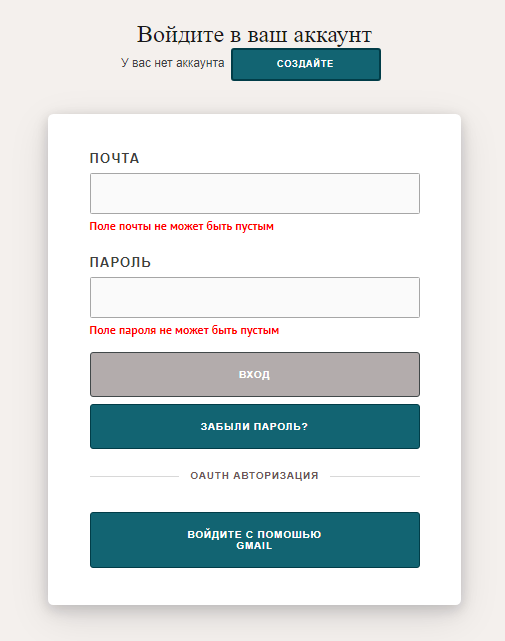 Войдите в ваш аккаунт
У вас нет аккаунта СОЗДАЙТЕ
ПОЧТА
Поле почты не может быть пустым
ПАРОЛЬ
Поле пароля не может быть пустым
ВХОД
ЗАБЫЛИ ПАРОЛЬ?
OAUTH АВТОРИЗАЦИЯ
ВОЙДИТЕ С ПОМОЩЬЮ
GMAIL